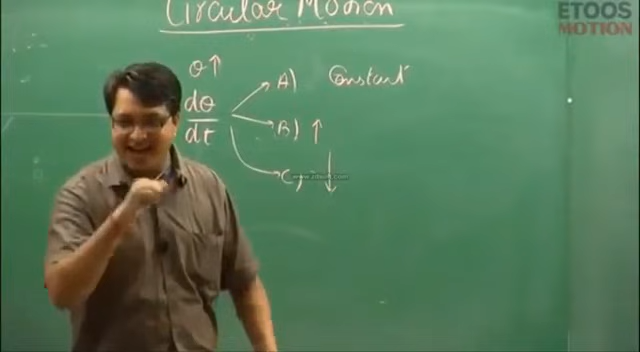 Circular Motion
ETOOS
MOTION
θ↑
dθ
dt
A) Constant
B) ↑
C) ↓